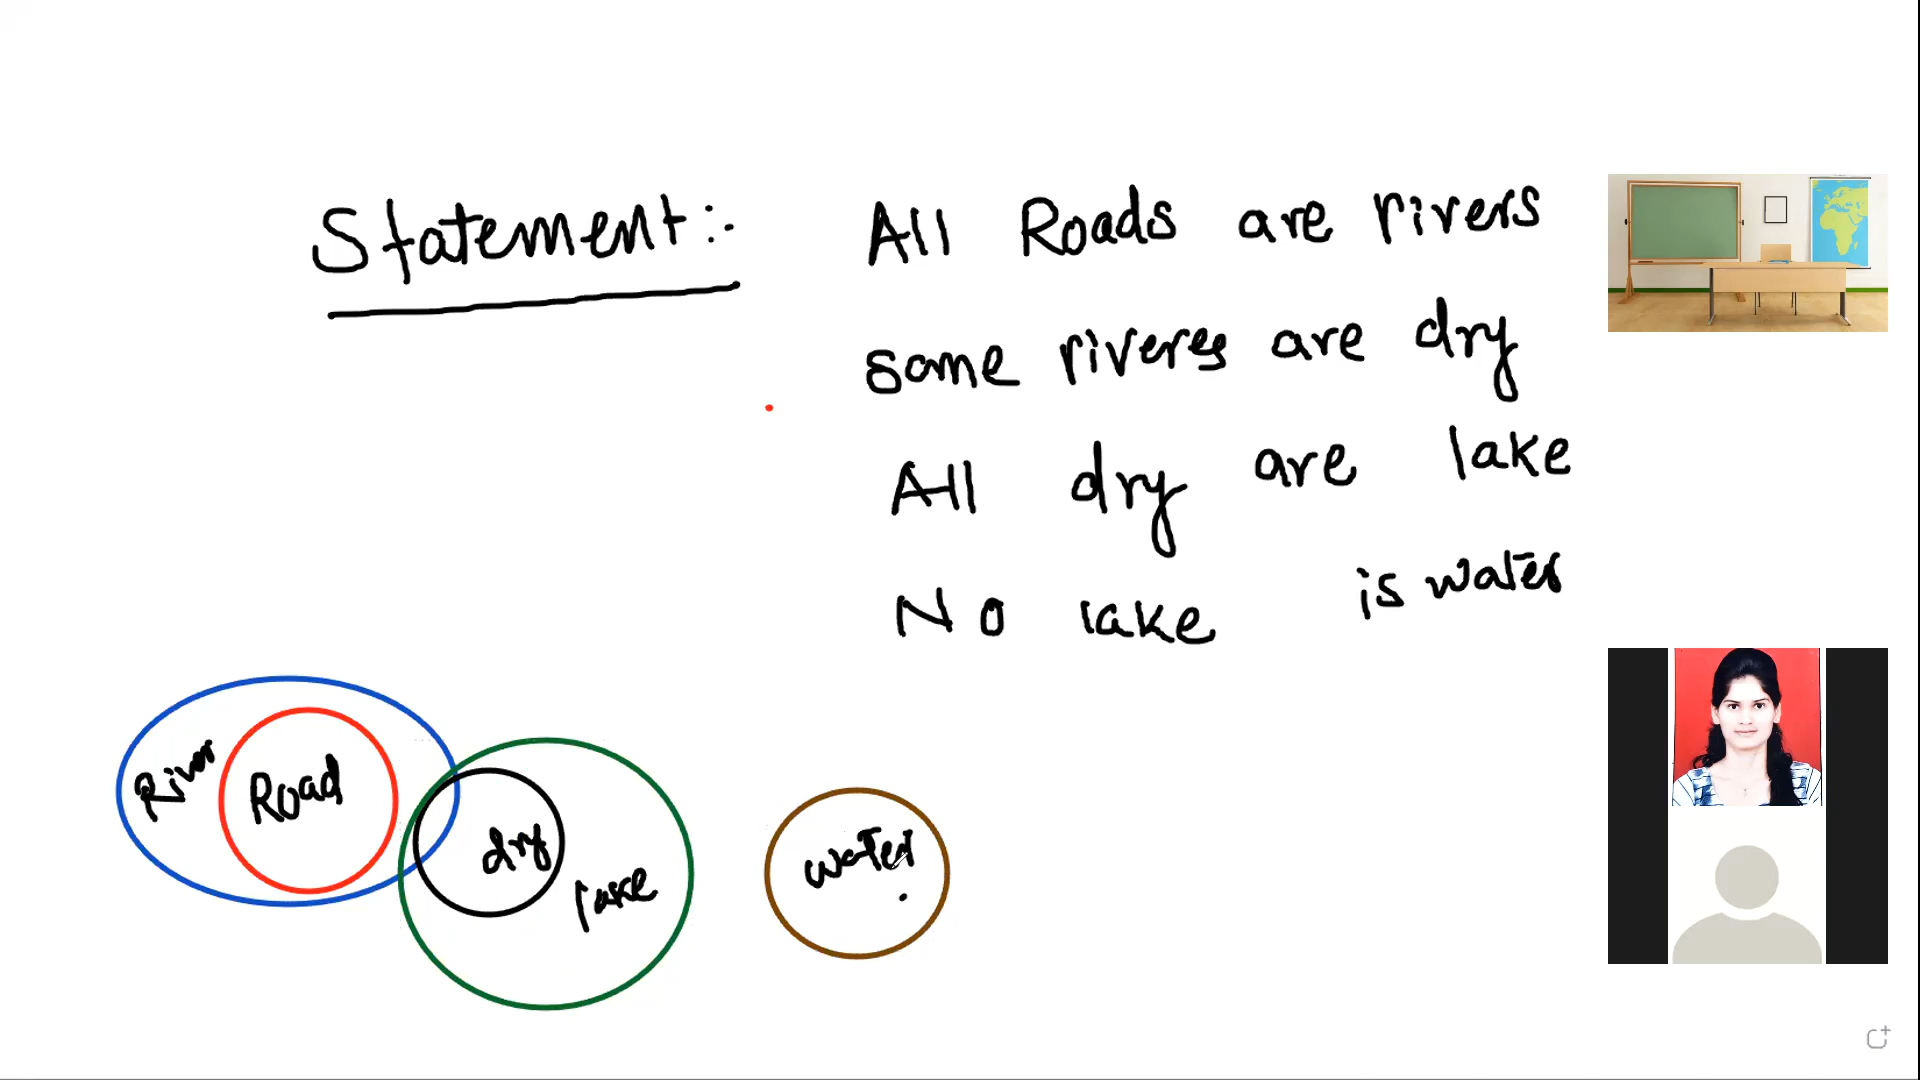 Statement:-
All Roads are rivers
some riveres are dry
All dry are lake
No lake is water
River
Road
dry
lake
water